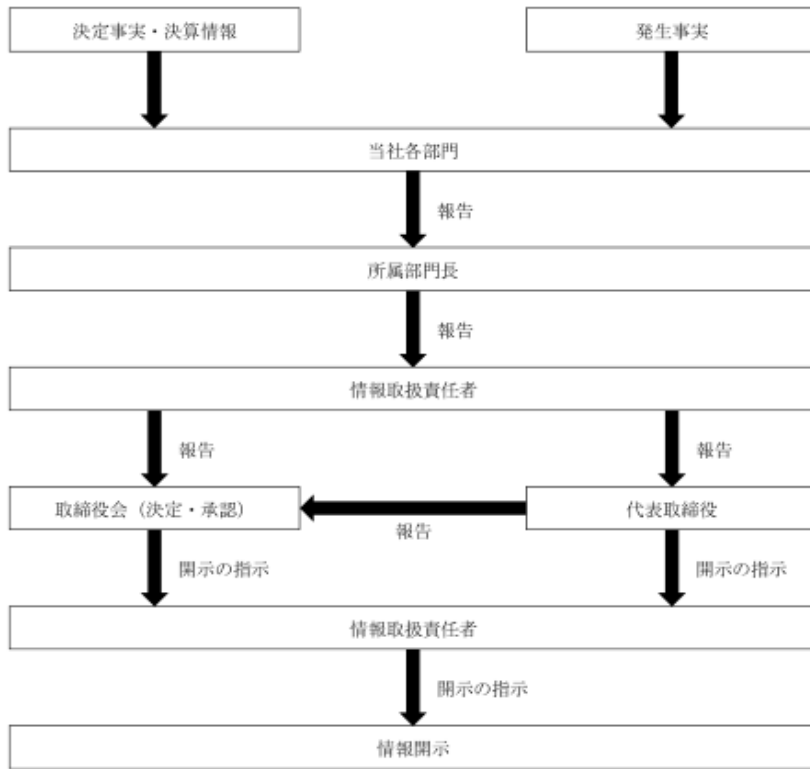 決定事実・決算情報
発生事実
当社各部門
報告
所属部門長
報告
情報取扱責任者
報告
報告
取締役会（決定・承認）
代表取締役
報告
開示の指示
開示の指示
情報取扱責任者
開示の指示
情報開示